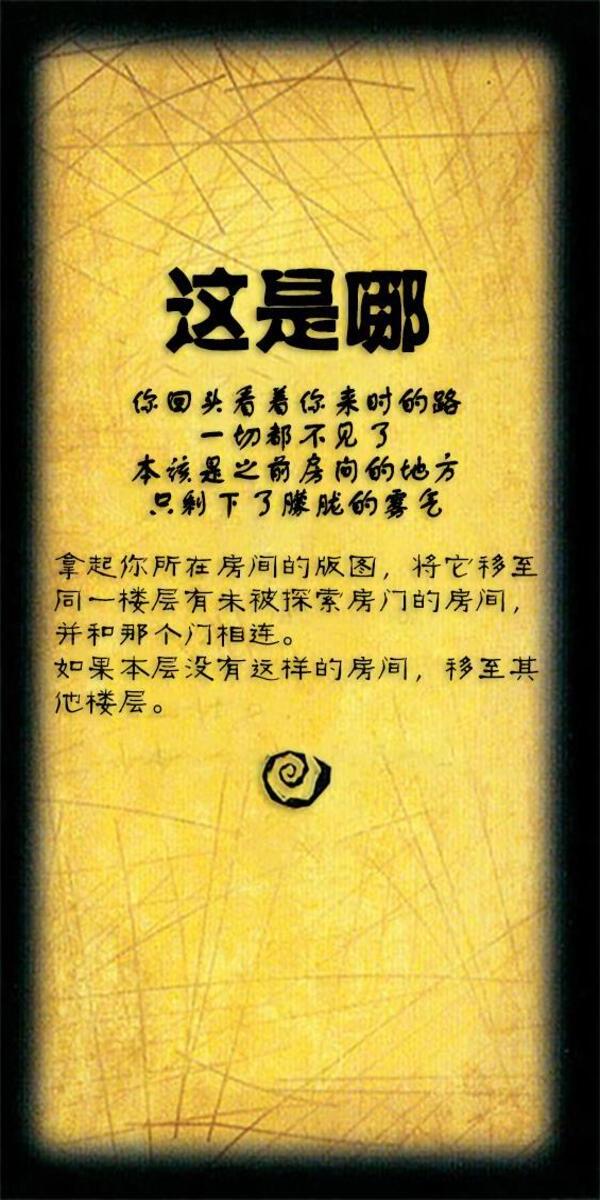 这是哪
你回头看着你来时的路
一切都不见了
本该是之前房间的地方
只剩下了朦胧的雾气
拿起你所在房间的版图，将它移至
同一楼层有未被探索房门的房间，
并和那个门相连。
如果本层没有这样的房间，移至其
他楼层。